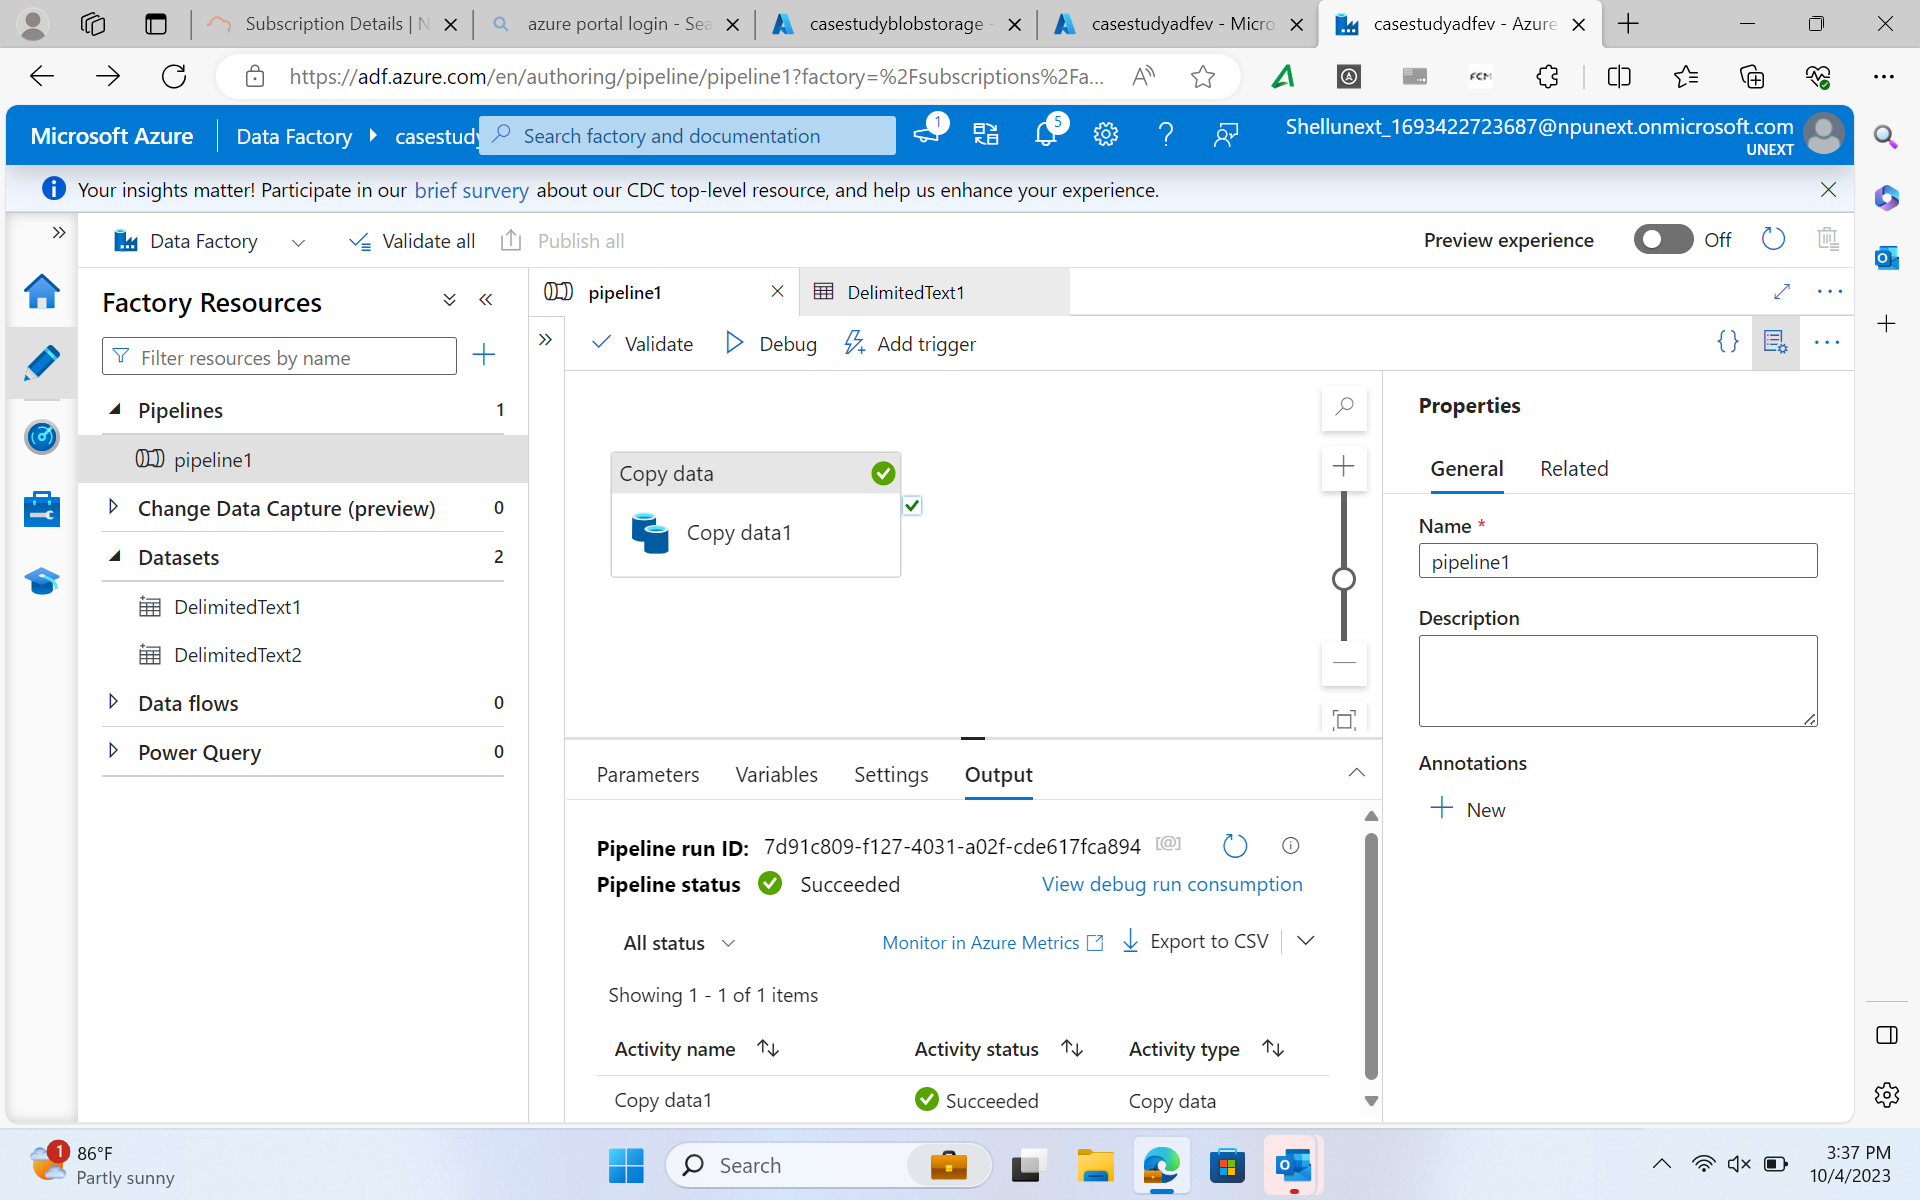 Subscription Details | N
azure portal login - Sea
casestudyblobstorage -
casestudyadfev - Micro
casestudyadfev - Azure
https://adf.azure.com/en/authoring/pipeline/pipeline1?factory=%2Fsubscriptions%2Fa...
FCM
Microsoft Azure
Data Factory
casestudy
Search factory and documentation
1
5
Shellunext_1693422723687@npunext.onmicrosoft.com
UNEXT
Your insights matter! Participate in our brief survery about our CDC top-level resource, and help us enhance your experience.
Data Factory
Validate all
Publish all
Preview experience
Off
Factory Resources
Filter resources by name
Pipelines 1
pipeline1
Change Data Capture (preview) 0
Datasets 2
DelimitedText1
DelimitedText2
Data flows 0
Power Query 0
pipeline1
DelimitedText1
Validate
Debug
Add trigger
Copy data
Copy data1
Parameters
Variables
Settings
Output
Pipeline run ID: 7d91c809-f127-4031-a02f-cde617fca894
Pipeline status Succeeded
View debug run consumption
All status
Monitor in Azure Metrics
Export to CSV
Showing 1 - 1 of 1 items
Activity name Activity status Activity type
Copy data1 Succeeded Copy data
Properties
General
Related
Name *
pipeline1
Description
Annotations
New
1
86°F
Partly sunny
Search
3:37 PM
10/4/2023